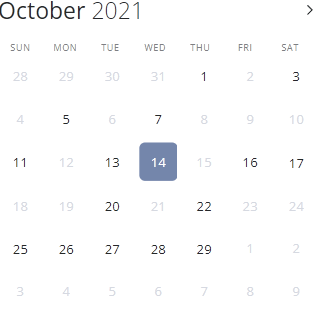 October 2021
SUN MON TUE WED THU FRI SAT
28 29 30 31 1 2 3
4 5 6 7 8 9 10
11 12 13 14 15 16 17
18 19 20 21 22 23 24
25 26 27 28 29 1 2
3 4 5 6 7 8 9